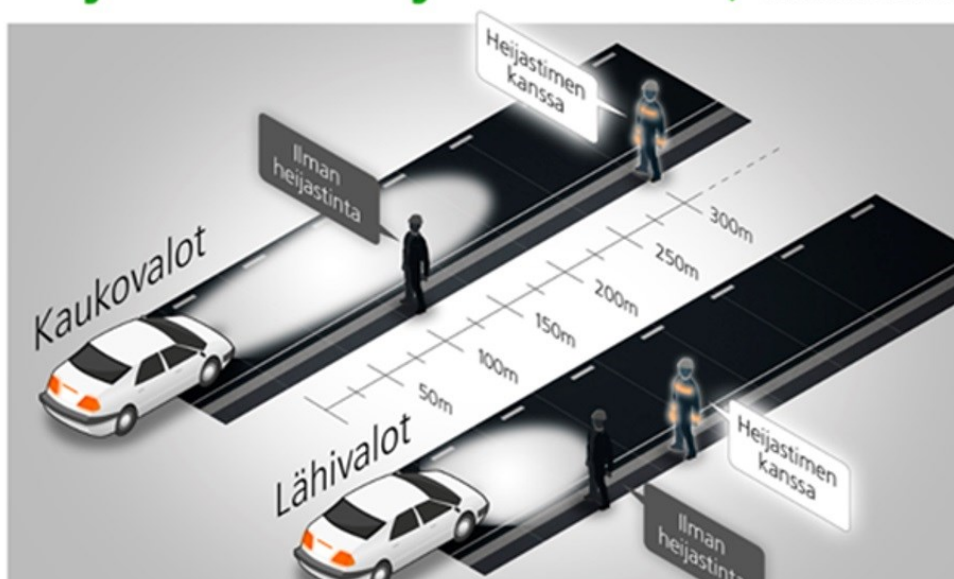 Heijastimen
kanssa
Ilman
heijastinta
Kaukovalot
300m
250m
200m
150m
100m
50m
Lähivalot
Heijastimen
kanssa
Ilman
heijastinta